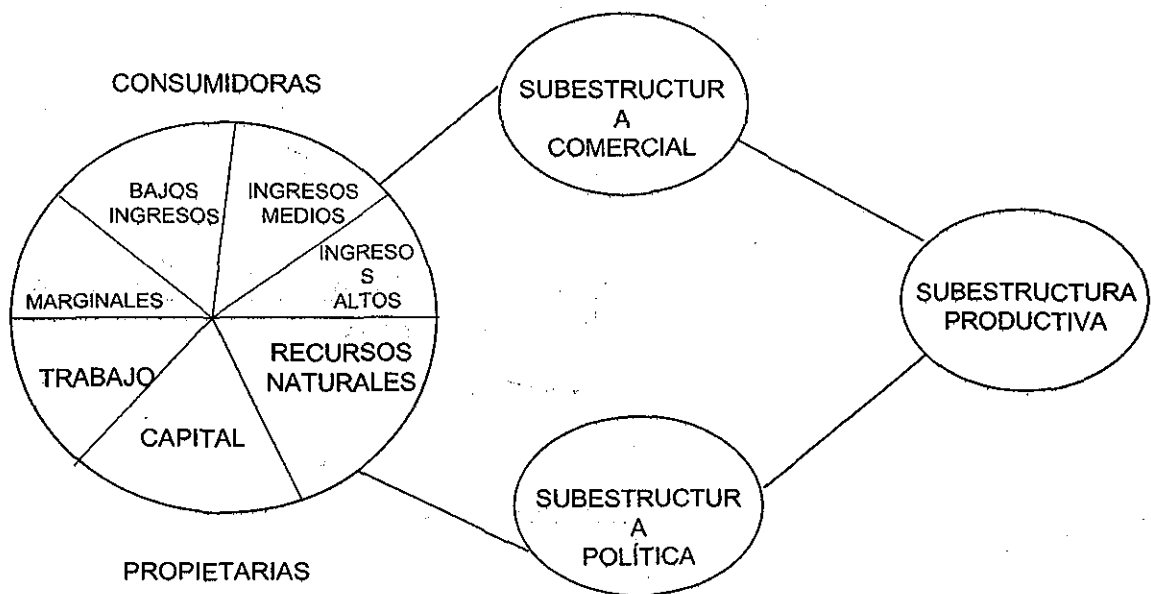 CONSUMIDORAS
BAJOS
INGRESOS
INGRESOS
MEDIOS
INGRESO
S
ALTOS
MARGINALES
TRABAJO
CAPITAL
RECURSOS
NATURALES
PROPIETARIAS
SUBESTRUCTUR
A
COMERCIAL
SUBESTRUCTURA
PRODUCTIVA
SUBESTRUCTUR
A
POLÍTICA